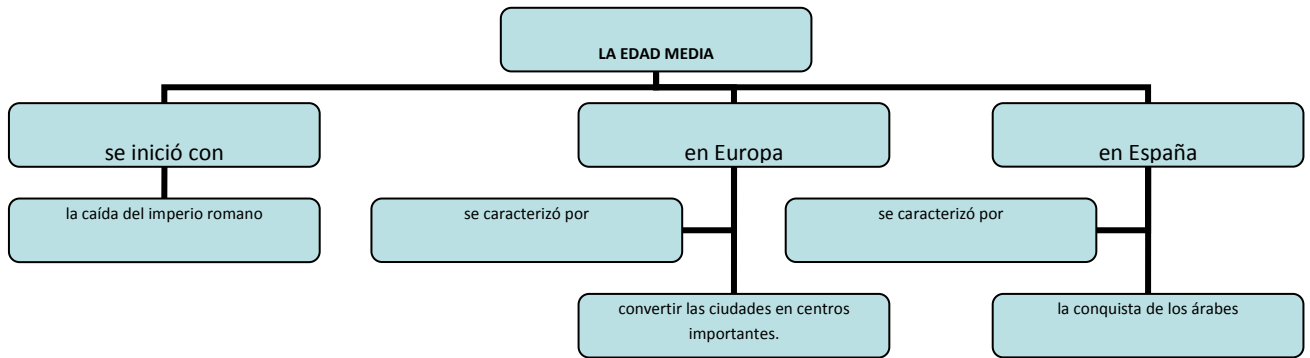 LA EDAD MEDIA
se inició con
en Europa
en España
la caída del imperio romano
se caracterizó por
se caracterizó por
convertir las ciudades en centros
importantes.
la conquista de los árabes